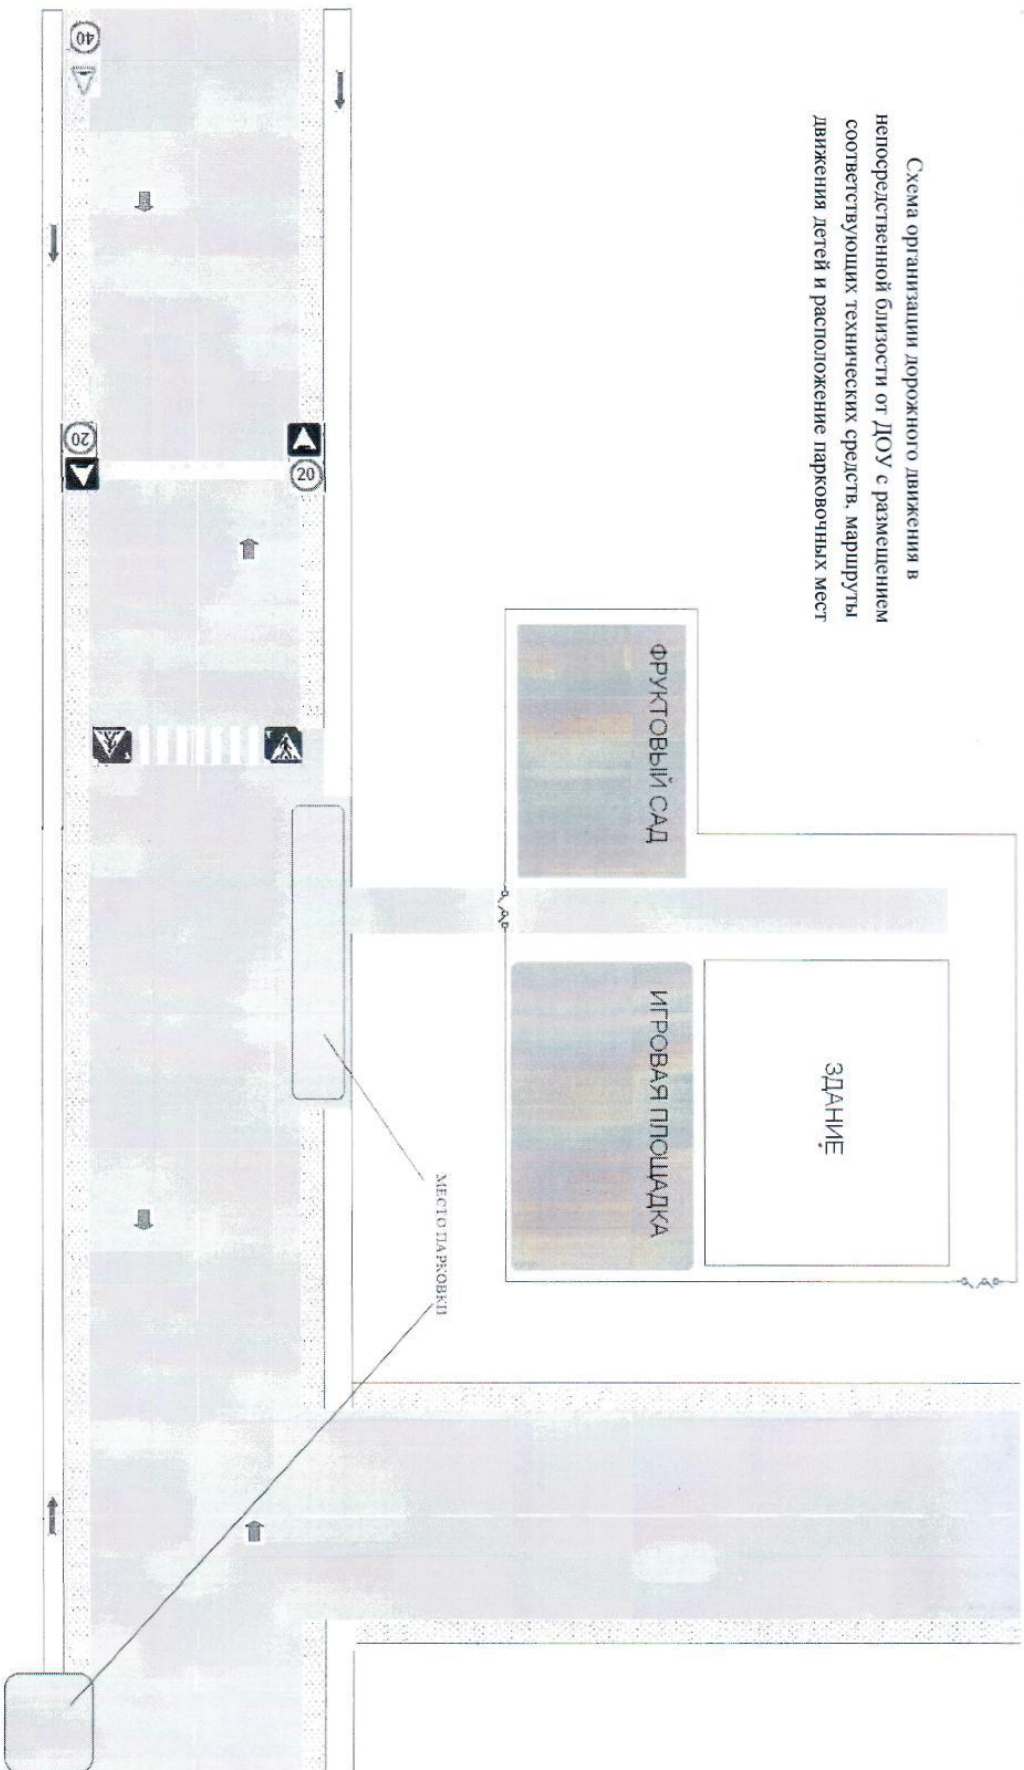 Схема организации дорожного движения в
непосредственной близости от ДОУ с размещением
соответствующих технических средств, маршруты
движения детей и расположение парковочных мест
ЗДАНИЕ
ФРУКТОВЫЙ САД
ИГРОВАЯ ПЛОЩАДКА
МЕСТО ПАРКОВКИ
20
20
40